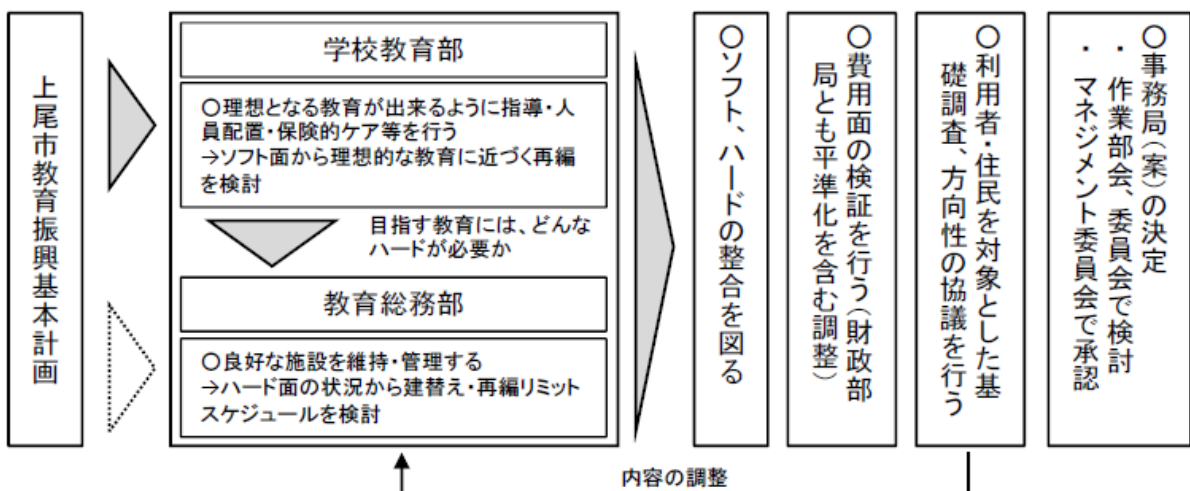 上尾市教育振興基本計画
学校教育部
○理想となる教育が出来るように指導・人
員配置・保険的ケア等を行う
→ソフト面から理想的な教育に近づく再編
を検討
目指す教育には、どんな
ハードが必要か
教育総務部
○良好な施設を維持・管理する
→ハード面の状況から建替え・再編リミット
スケジュールを検討
○ソフト、ハードの整合を図る
○費用面の検証を行う(財政部
局とも平準化を含む調整)
○利用者・住民を対象とした基
礎調査、方向性の協議を行う
○事務局(案)の決定
・ 作業部会、委員会で検討
・ マネジメント委員会で承認
内容の調整